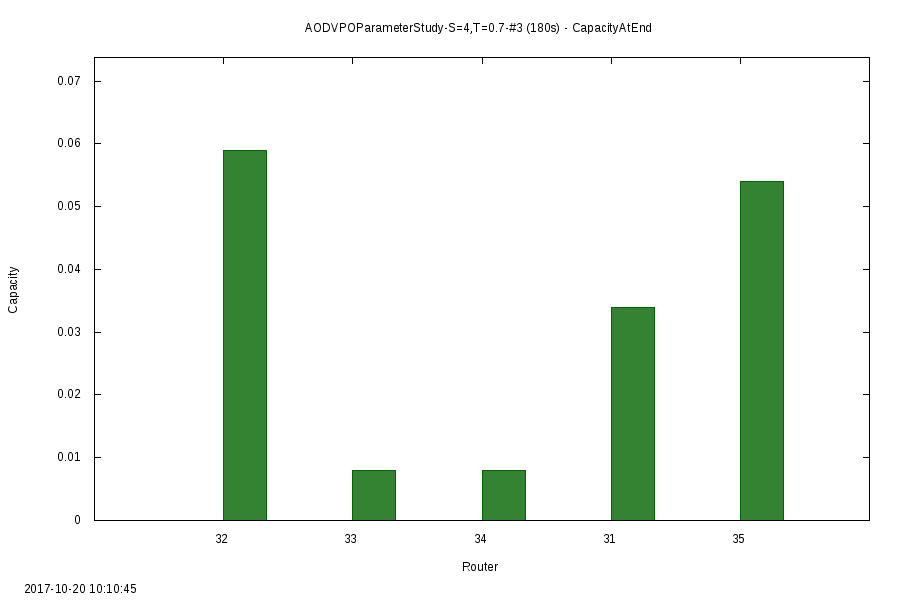 AODVPOParameterStudy-S=4,T=0.7-#3 (180s) - CapacityAtEnd
0.07
0.06
0.05
0.04
0.03
0.02
0.01
0
Capacity
32 33 34 31 35
Router
2017-10-20 10:10:45